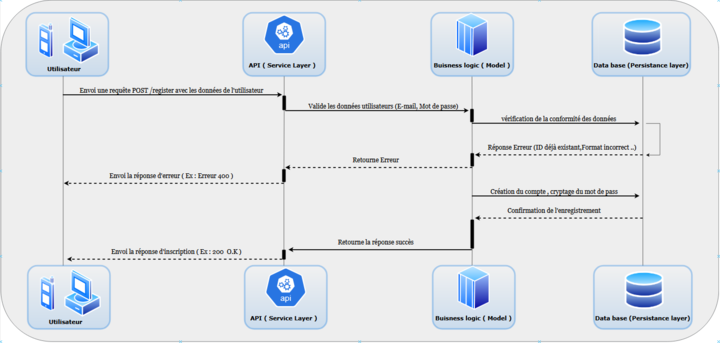 api
Utilisateur
API ( Service Layer )
Buisness logic ( Model )
Data base (Persistance layer)
Envoi une requête POST /register avec les données de l'utilisateur
Valide les données utilisateurs (E-mail, Mot de passe)
vérification de la conformité des données
Réponse Erreur (ID déjà existant,Format incorrect ..)
Retourne Erreur
Envoi la réponse d'erreur ( Ex : Erreur 400 )
Création du compte , cryptage du mot de pass
Confirmation de l'enregistrement
Retourne la réponse succès
Envoi la réponse d'inscription ( Ex : 200 O.K )
api
Utilisateur
API ( Service Layer )
Buisness logic ( Model )
Data base (Persistance layer)